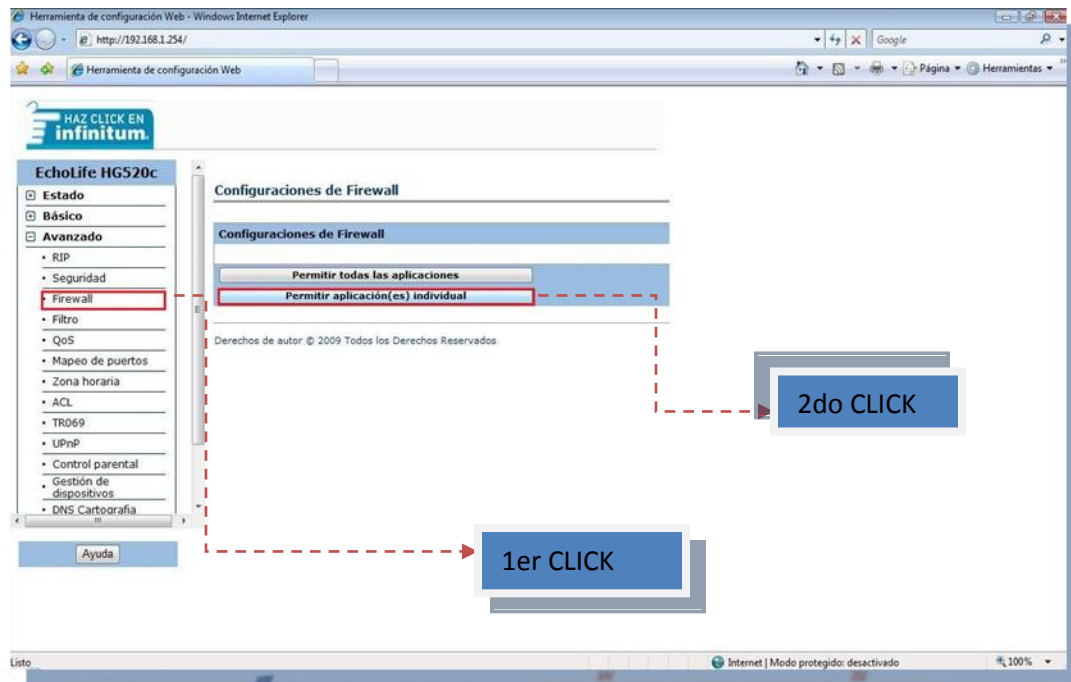 Herramienta de configuración Web - Windows Internet Explorer
http://192.168.1.254/
Google
Herramienta de configuración Web
Página
Herramientas
HAZ CLICK EN
infinitum.
EchoLife HG520c
Estado
Básico
Avanzado
RIP
Seguridad
Firewall
Filtro
QoS
Mapeo de puertos
Zona horaria
ACL
TR069
UPnP
Control parental
Gestión de
dispositivos
DNS Cartografia
Ayuda
Configuraciones de Firewall
Configuraciones de Firewall
Permitir todas las aplicaciones
Permitir aplicación(es) individual
Derechos de autor © 2009 Todos los Derechos Reservados
2do CLICK
1er CLICK
Listo
Internet | Modo protegido: desactivado
100%